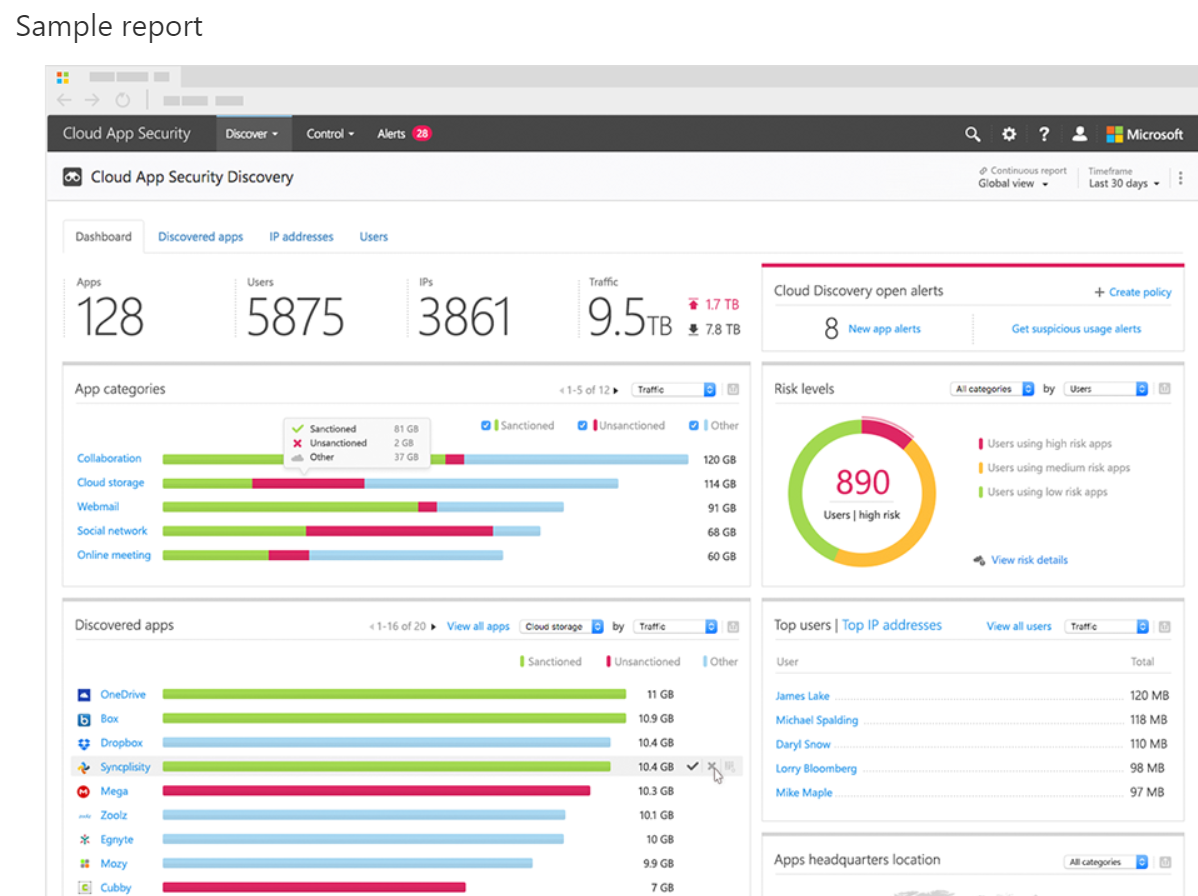 Sample report
Cloud App Security Discover Control Alerts 28 ? Microsoft
Cloud App Security Discovery
Continuous report
Global view
Timeframe
Last 30 days
Dashboard Discovered apps IP addresses Users
Apps
128
Users
5875
IPs
3861
Traffic
9.5TB
1.7 TB
7.8 TB
Cloud Discovery open alerts + Create policy
8 New app alerts Get suspicious usage alerts
App categories 1-5 of 12 Traffic
Sanctioned Unsanctioned Other
Sanctioned 81 GB
Unsanctioned 2 GB
Other 37 GB
Collaboration 120 GB
Cloud storage 114 GB
Webmail 91 GB
Social network 68 GB
Online meeting 60 GB
Risk levels All categories by Users
890
Users | high risk
Users using high risk apps
Users using medium risk apps
Users using low risk apps
View risk details
Discovered apps 1-16 of 20 View all apps Cloud storage by Traffic
Sanctioned Unsanctioned Other
OneDrive 11 GB
Box 10.9 GB
Dropbox 10.4 GB
Syncplisity 10.4 GB
Mega 10.3 GB
Zoolz 10.1 GB
Egnyte 10 GB
Mozy 9.9 GB
Cubby 7 GB
Top users | Top IP addresses View all users Traffic
User Total
James Lake 120 MB
Michael Spalding 118 MB
Daryl Snow 110 MB
Lorry Bloomberg 98 MB
Mike Maple 97 MB
Apps headquarters location All categories